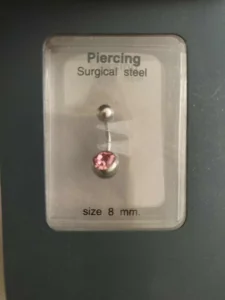 Piercing
Surgical steel
size 8 mm.